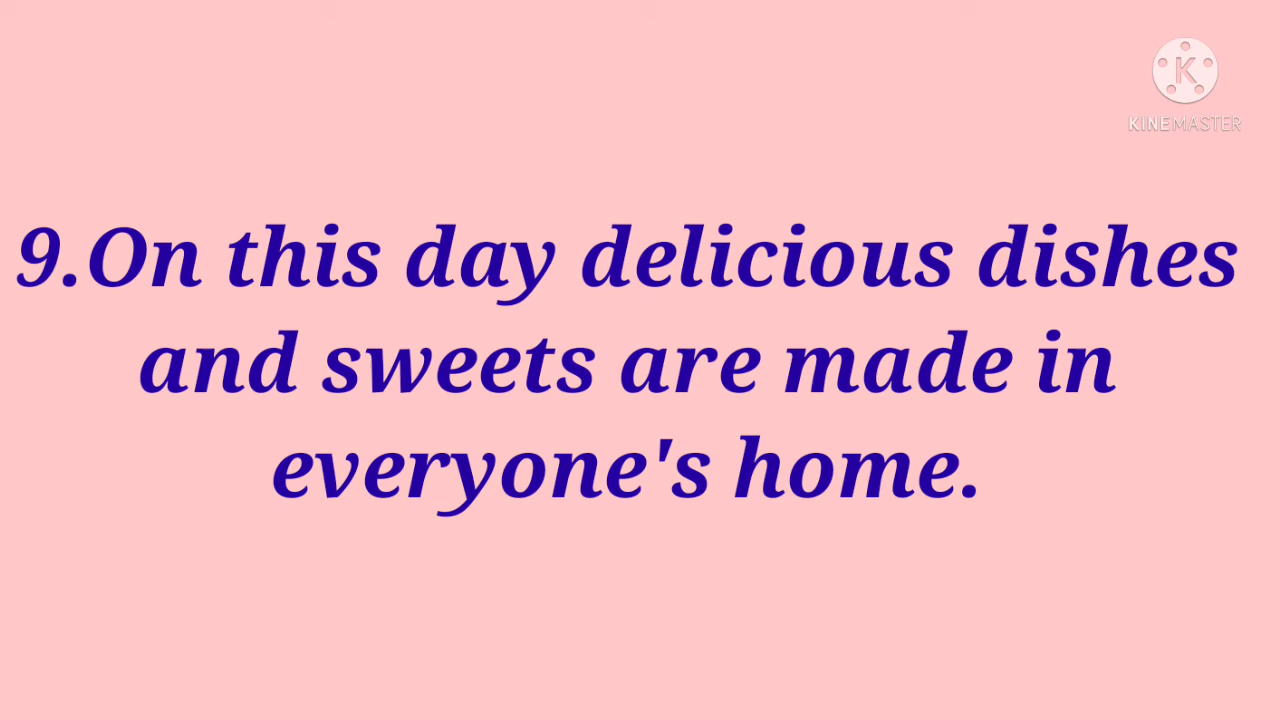 K
KINEMASTER
9.On this day delicious dishes
and sweets are made in
everyone's home.